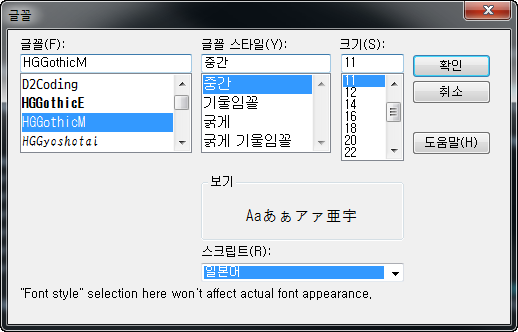 글꼴
글꼴(F):
HGGothicM
D2Coding
HGGothicE
HGGothicM
HGGyoshotai
글꼴 스타일(Y):
중간
중간
기울임꼴
굵게
굵게 기울임꼴
크기(S):
11
11
12
14
16
18
20
22
확인
취소
도움말(H)
보기
Aaあぁアァ亜宇
스크립트(R):
일본어
"Font style" selection here won't affect actual font appearance.